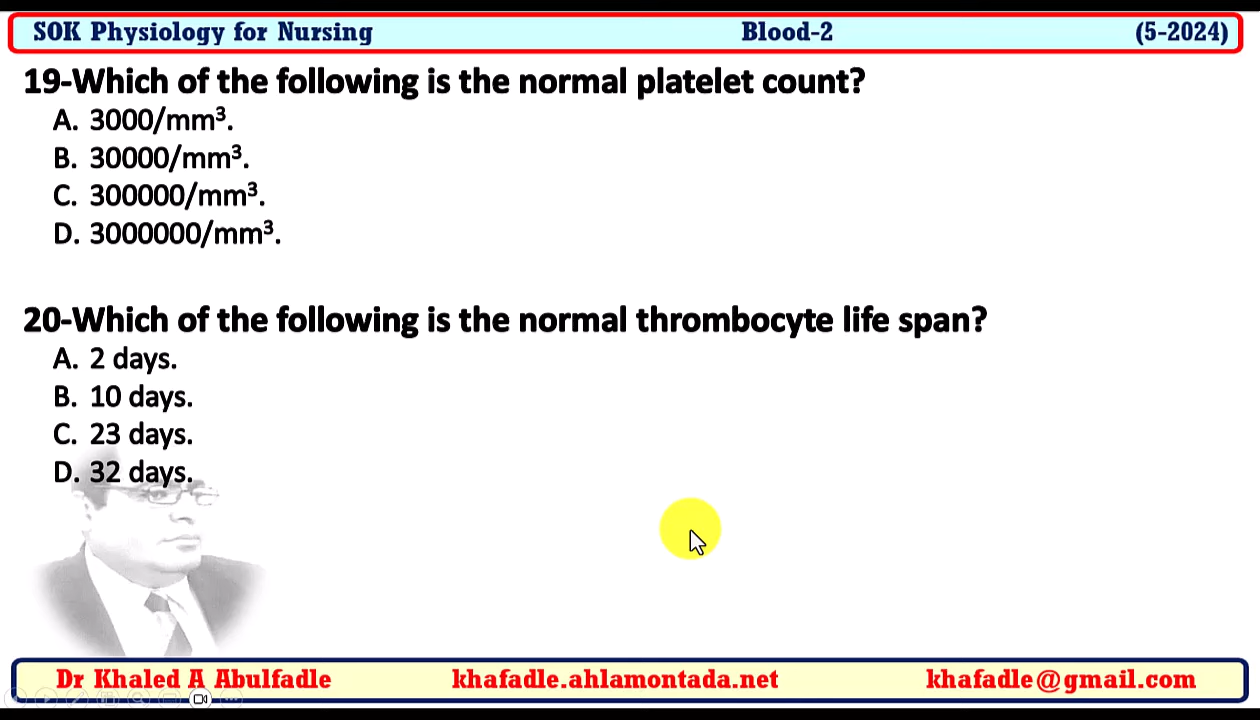 SOK Physiology for Nursing Blood-2 (5-2024)
19-Which of the following is the normal platelet count?
A. 3000/mm³.
B. 30000/mm³.
C. 300000/mm³.
D. 3000000/mm³.
20-Which of the following is the normal thrombocyte life span?
A. 2 days.
B. 10 days.
C. 23 days.
D. 32 days.
Dr Khaled A Abulfadle khafadle.ahlamontada.net khafadle@gmail.com